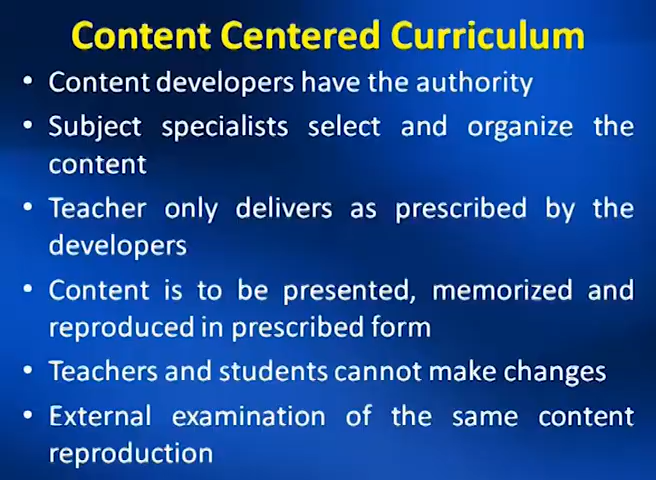 Content Centered Curriculum
• Content developers have the authority
• Subject specialists select and organize the
content
• Teacher only delivers as prescribed by the
developers
• Content is to be presented, memorized and
reproduced in prescribed form
• Teachers and students cannot make changes
• External examination of the same content
reproduction